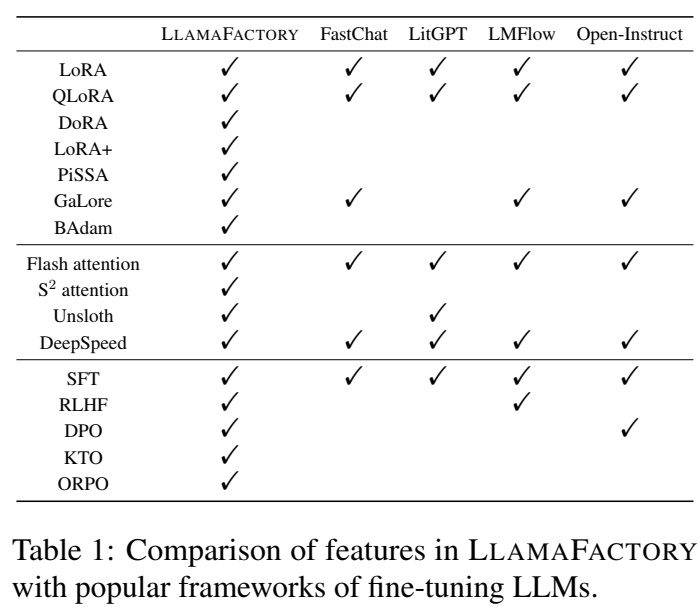 LLAMAFACTORY FastChat LitGPT LMFlow Open-Instruct
LoRA ✓ ✓ ✓ ✓ ✓
QLoRA ✓ ✓ ✓ ✓ ✓
DoRA ✓
LoRA+ ✓
PiSSA ✓
GaLore ✓ ✓ ✓ ✓
BAdam ✓
Flash attention ✓ ✓ ✓ ✓ ✓
S² attention ✓
Unsloth ✓ ✓
DeepSpeed ✓ ✓ ✓ ✓ ✓
SFT ✓ ✓ ✓ ✓ ✓
RLHF ✓ ✓
DPO ✓ ✓
KTO ✓
ORPO ✓
Table 1: Comparison of features in LLAMAFACTORY
with popular frameworks of fine-tuning LLMs.